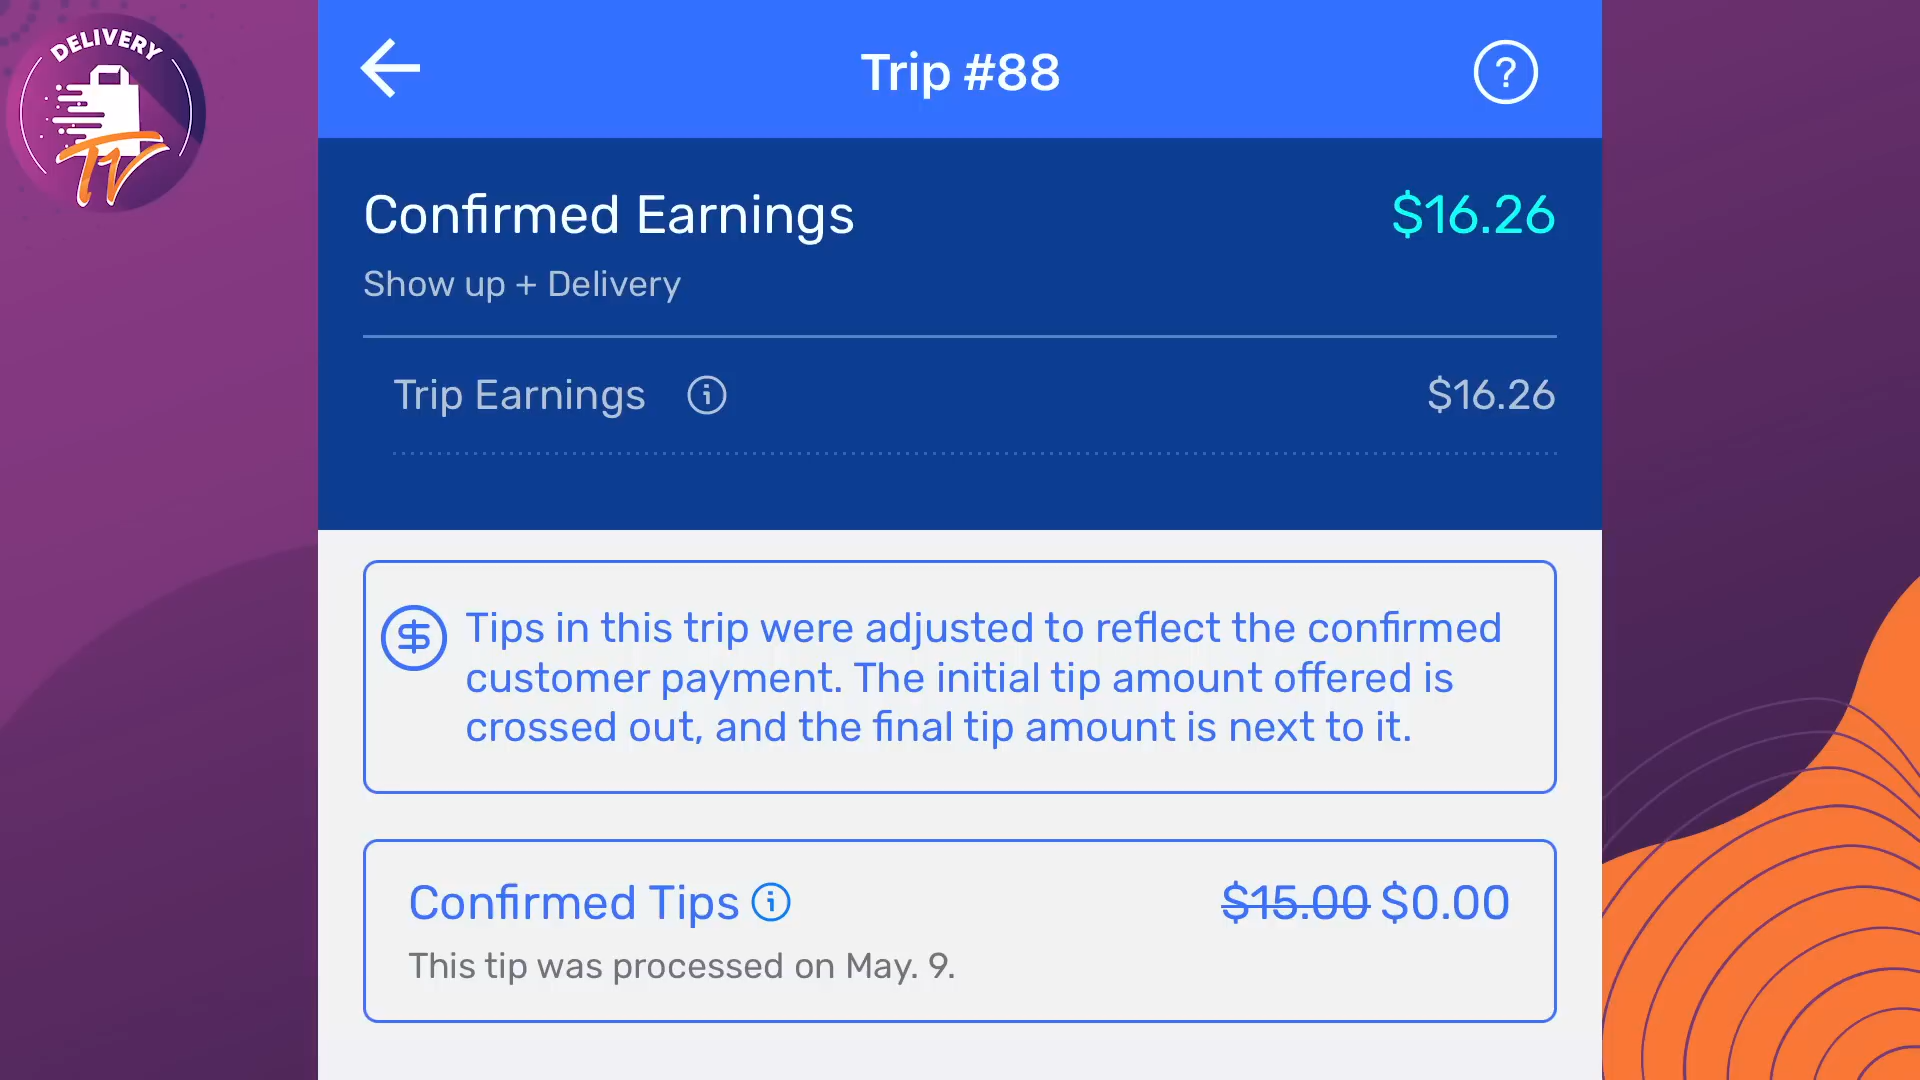 DELIVERY
TV
Trip #88
?
Confirmed Earnings $16.26
Show up + Delivery
Trip Earnings i $16.26
$ Tips in this trip were adjusted to reflect the confirmed
customer payment. The initial tip amount offered is
crossed out, and the final tip amount is next to it.
Confirmed Tips i $15.00 $0.00
This tip was processed on May. 9.